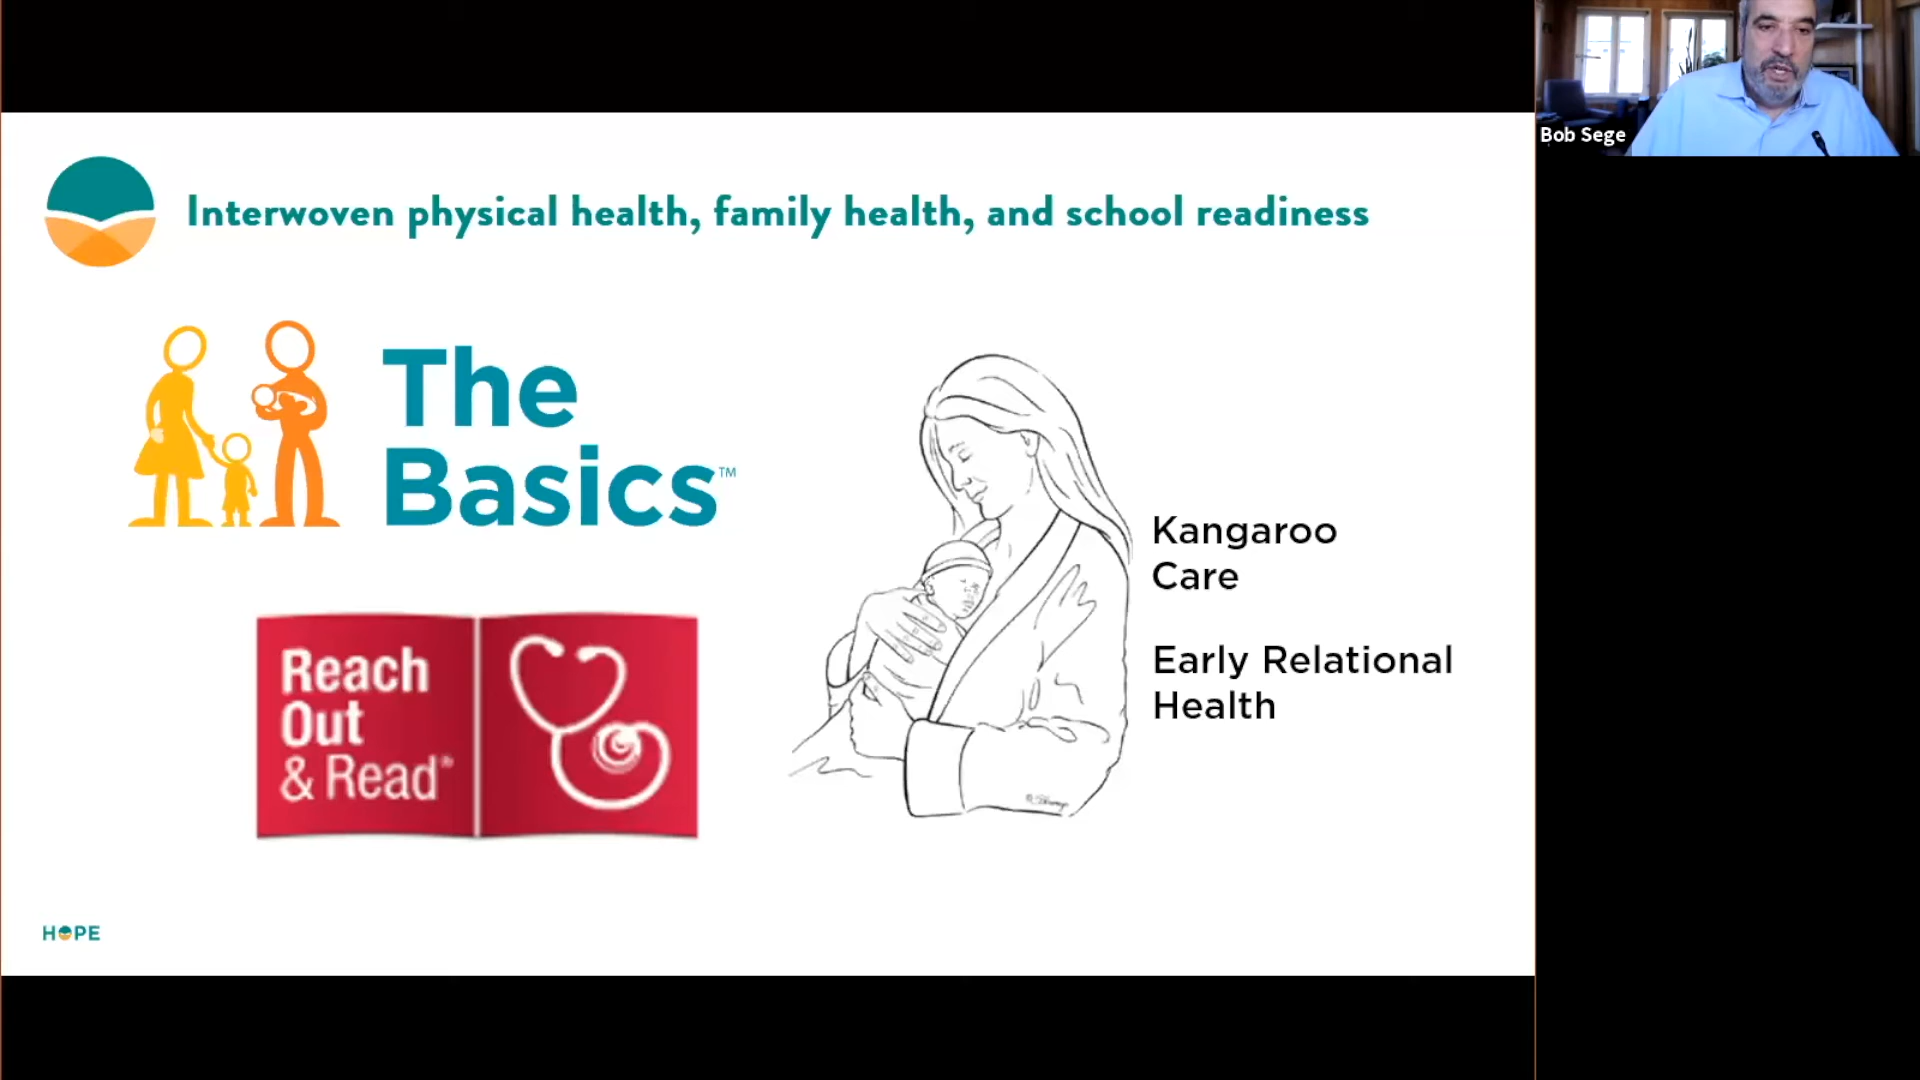 Bob Sege
Interwoven physical health, family health, and school readiness
The
Basics™
Reach
Out
& Read®
Kangaroo
Care
Early Relational
Health
HOPE